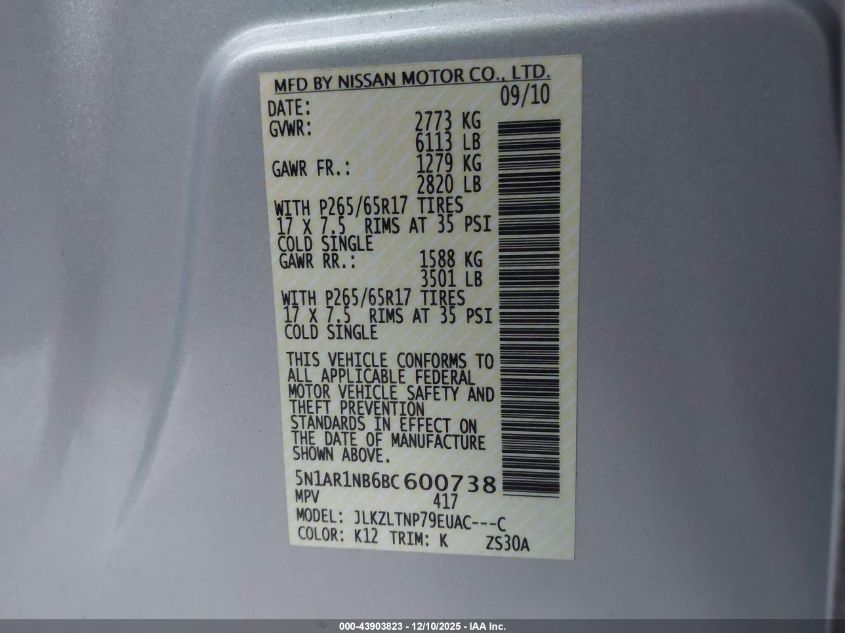 MFD BY NISSAN MOTOR CO., LTD.
DATE: 09/10
GVWR: 2773 KG
6113 LB
GAWR FR.: 1279 KG
2820 LB
WITH P265/65R17 TIRES
17 X 7.5 RIMS AT 35 PSI
COLD SINGLE
GAWR RR.: 1588 KG
3501 LB
WITH P265/65R17 TIRES
17 X 7.5 RIMS AT 35 PSI
COLD SINGLE
THIS VEHICLE CONFORMS TO
ALL APPLICABLE FEDERAL
MOTOR VEHICLE SAFETY AND
THEFT PREVENTION
STANDARDS IN EFFECT ON
THE DATE OF MANUFACTURE
SHOWN ABOVE.
5N1AR1NB6BC600738
MPV 417
MODEL: JLKZLTNP79EUAC---C
COLOR: K12 TRIM: K ZS30A
000-43903823 - 12/10/2025 - IAA Inc.